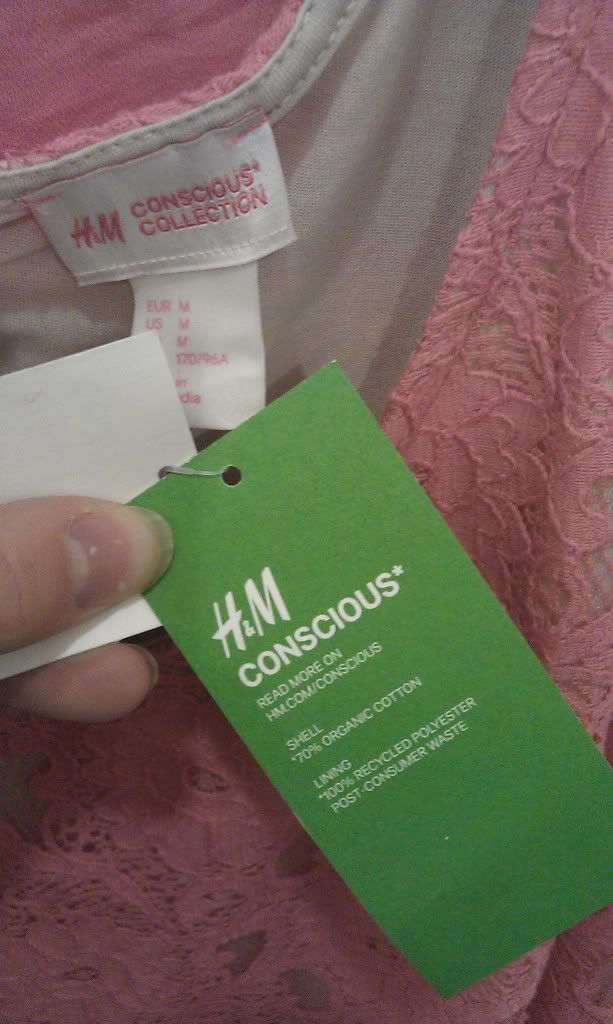 H&M CONSCIOUS*
COLLECTION
EUR M
US M
M
170/96A
H&M
CONSCIOUS*
READ MORE ON
HM.COM/CONSCIOUS
SHELL
*70% ORGANIC COTTON
LINING
*100% RECYCLED POLYESTER
POST-CONSUMER WASTE